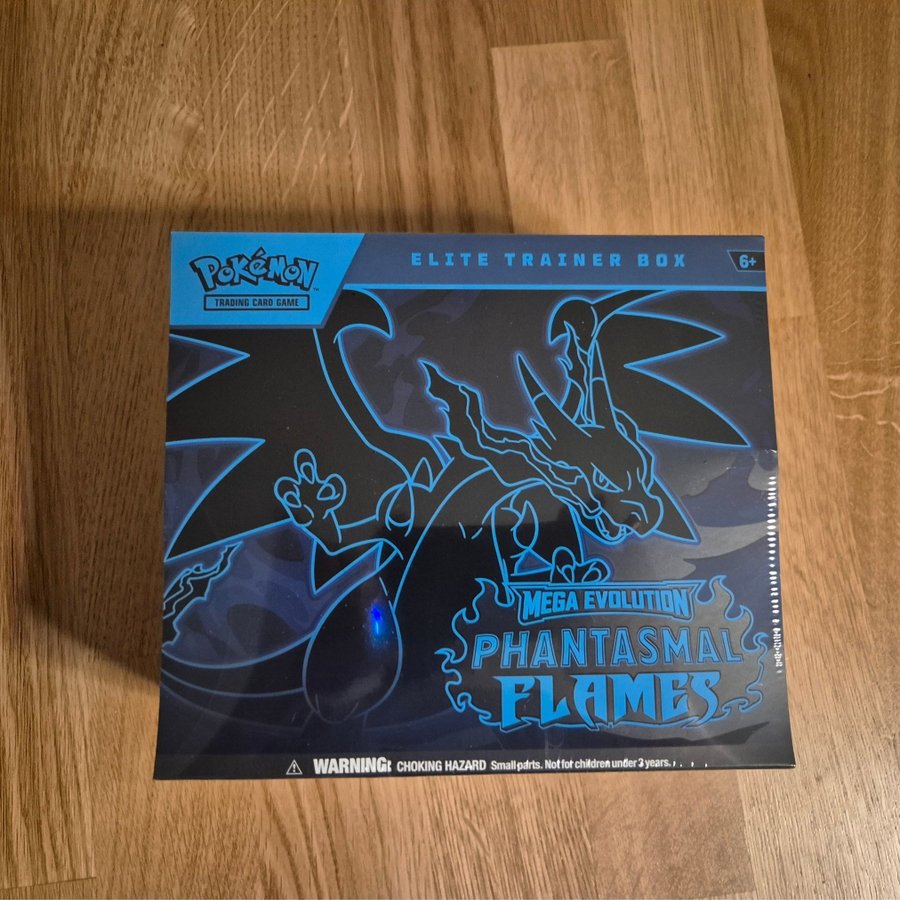 POKéMON™
TRADING CARD GAME
ELITE TRAINER BOX
6+
MEGA EVOLUTION
PHANTASMAL
FLAMES
WARNING: CHOKING HAZARD Small parts. Not for children under 3 years.